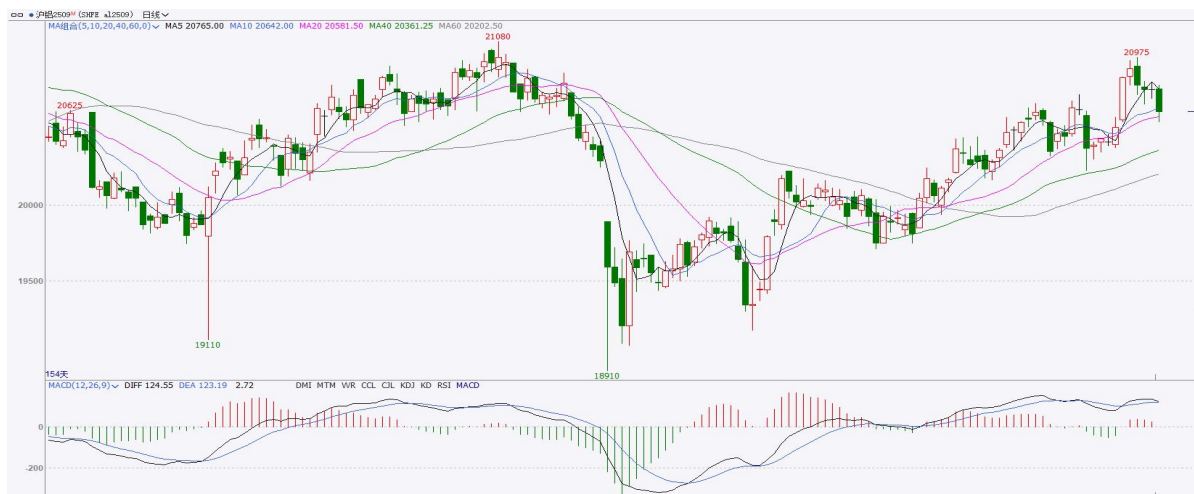 沪铝2509M (SHFE al2509) 日线
MA组合(5,10,20,40,60,0) MA5 20765.00 MA10 20642.00 MA20 20581.50 MA40 20361.25 MA60 20202.50
21080
20975
20625
20000
19500
19110
18910
154天
MACD(12,26,9) DIFF 124.55 DEA 123.19 2.72 DMI MTM WR CCL CJL KDJ KD RSI MACD
0
-200